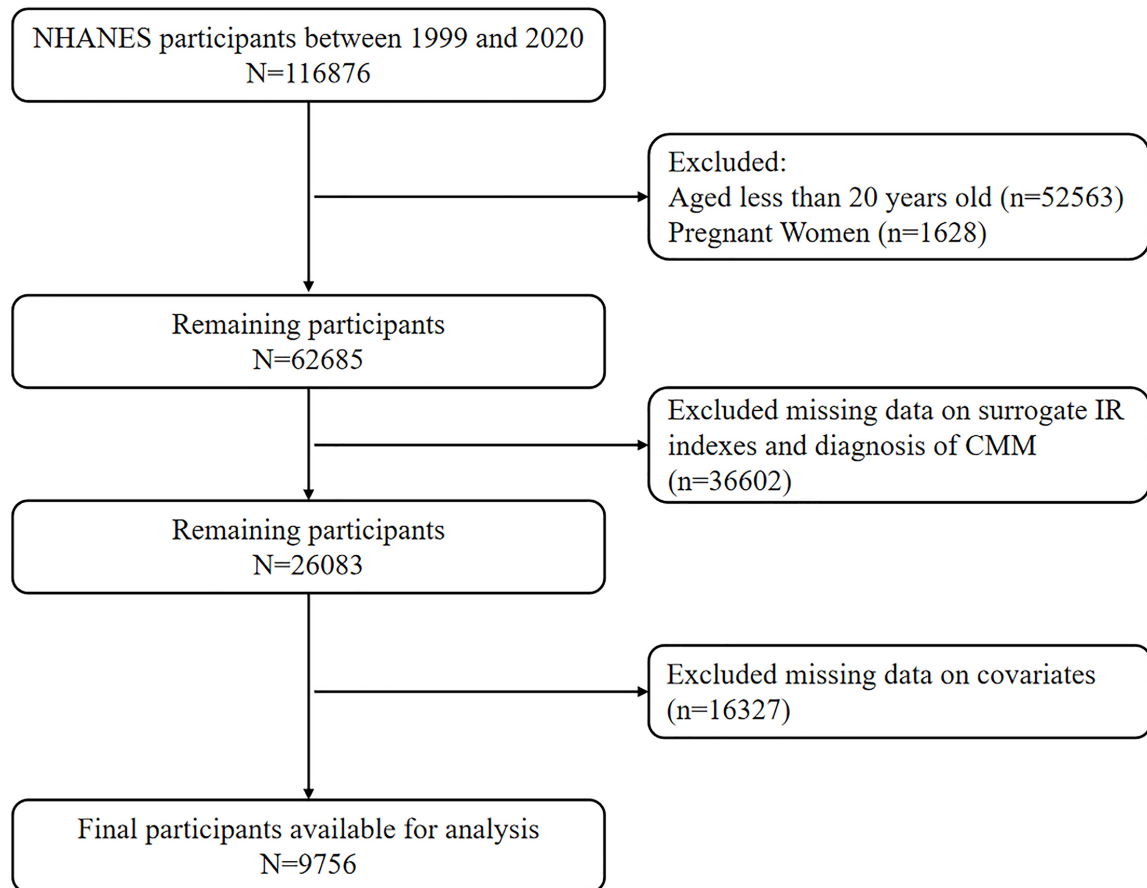 NHANES participants between 1999 and 2020
N=116876
Excluded:
Aged less than 20 years old (n=52563)
Pregnant Women (n=1628)
Remaining participants
N=62685
Excluded missing data on surrogate IR
indexes and diagnosis of CMM
(n=36602)
Remaining participants
N=26083
Excluded missing data on covariates
(n=16327)
Final participants available for analysis
N=9756